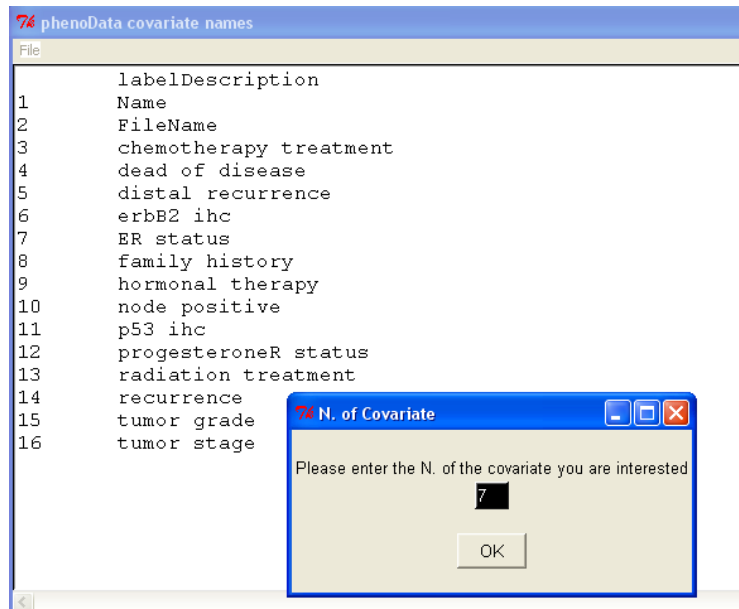 phenoData covariate names
File
labelDescription
1 Name
2 FileName
3 chemotherapy treatment
4 dead of disease
5 distal recurrence
6 erbB2 ihc
7 ER status
8 family history
9 hormonal therapy
10 node positive
11 p53 ihc
12 progesteroneR status
13 radiation treatment
14 recurrence
15 tumor grade
16 tumor stage
N. of Covariate
Please enter the N. of the covariate you are interested
7
OK